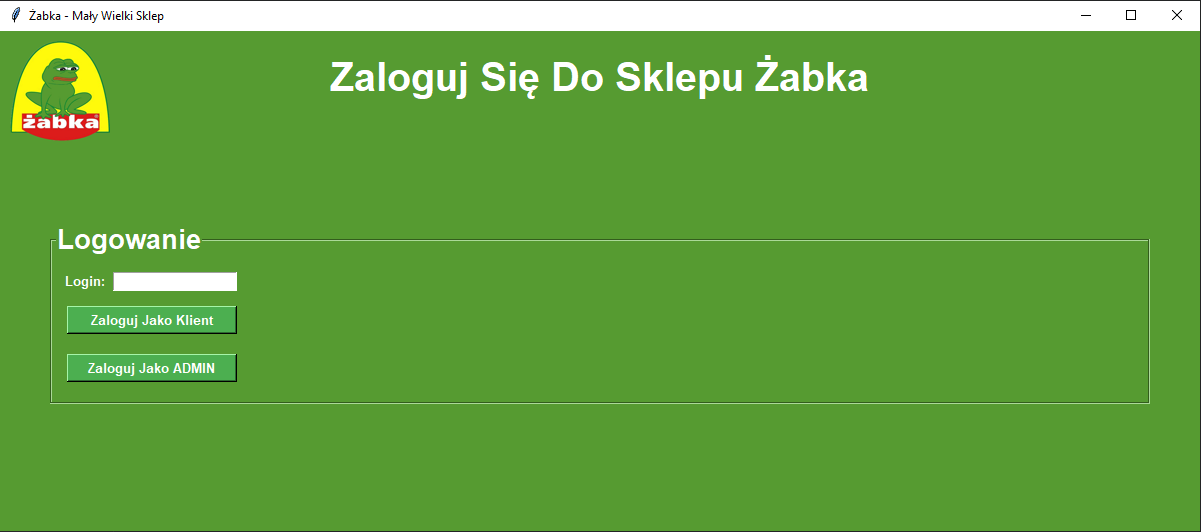 Żabka - Mały Wielki Sklep
żabka
Zaloguj Się Do Sklepu Żabka
Logowanie
Login:
Zaloguj Jako Klient
Zaloguj Jako ADMIN